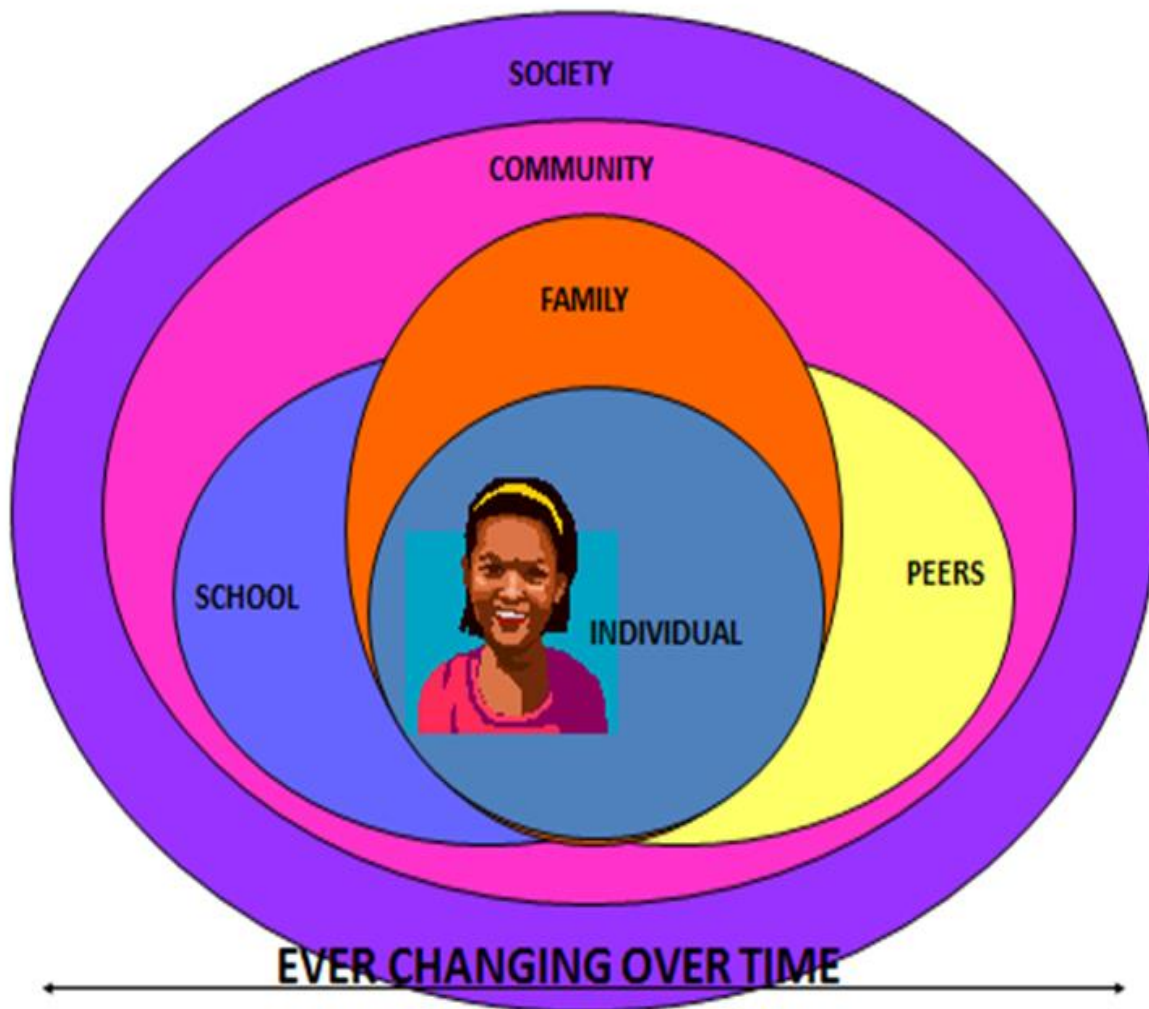 SOCIETY
COMMUNITY
FAMILY
PEERS
SCHOOL
INDIVIDUAL
EVER CHANGING OVER TIME